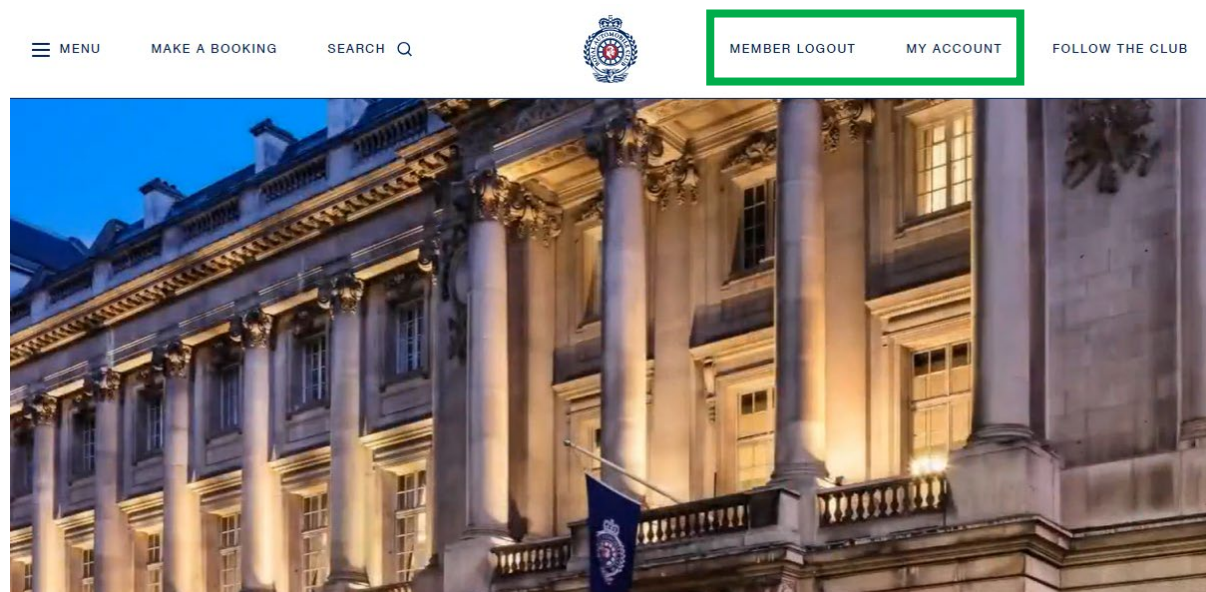 MENU
MAKE A BOOKING
SEARCH
MEMBER LOGOUT
MY ACCOUNT
FOLLOW THE CLUB